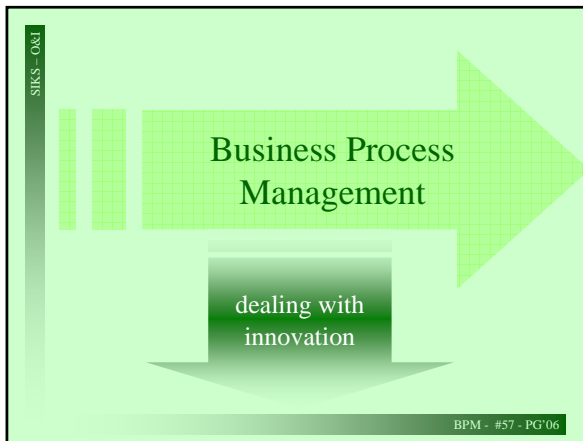 SIKS – O&I
Business Process
Management
dealing with
innovation
BPM - #57 - PG'06